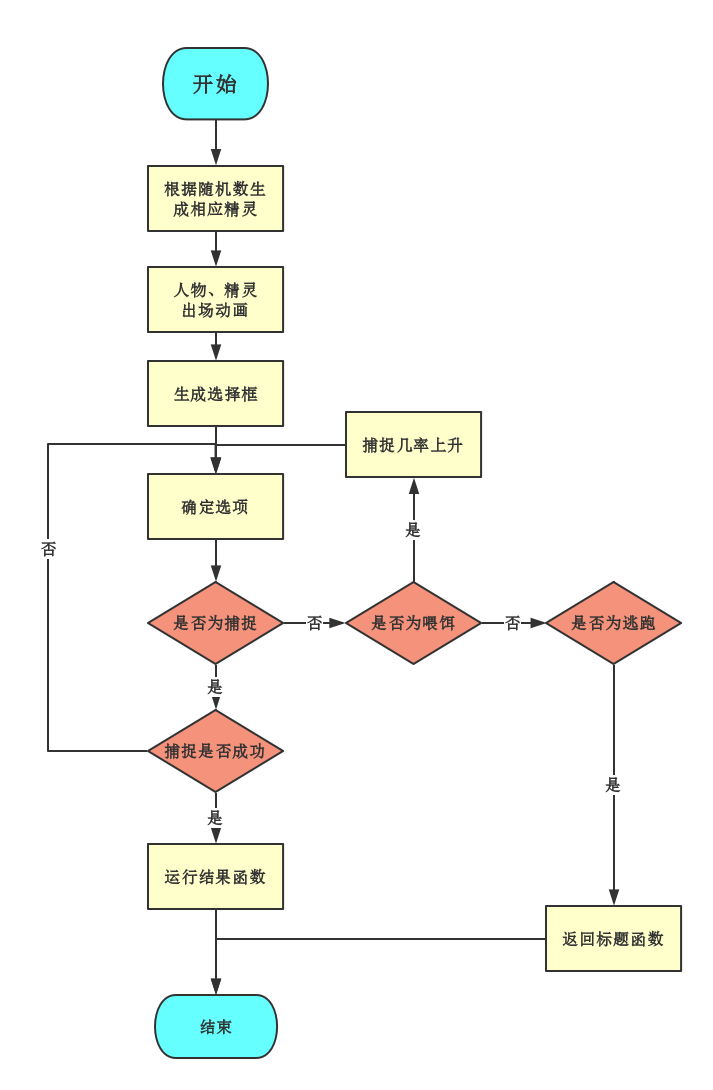 开始
根据随机数生
成相应精灵
人物、精灵
出场动画
生成选择框
捕捉几率上升
确定选项
是
否
是否为捕捉
否
是否为喂饵
否
是否为逃跑
是
捕捉是否成功
是
是
运行结果函数
返回标题函数
结束